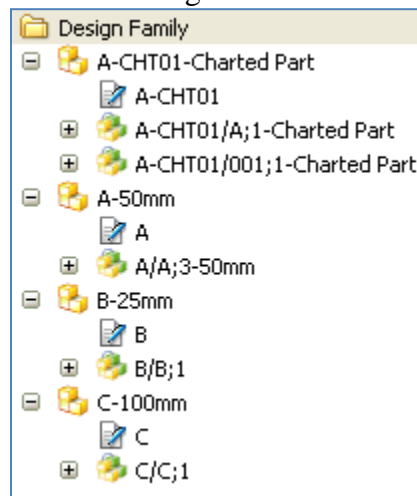 Design Family
A-CHT01-Charted Part
A-CHT01
A-CHT01/A;1-Charted Part
A-CHT01/001;1-Charted Part
A-50mm
A
A/A;3-50mm
B-25mm
B
B/B;1
C-100mm
C
C/C;1